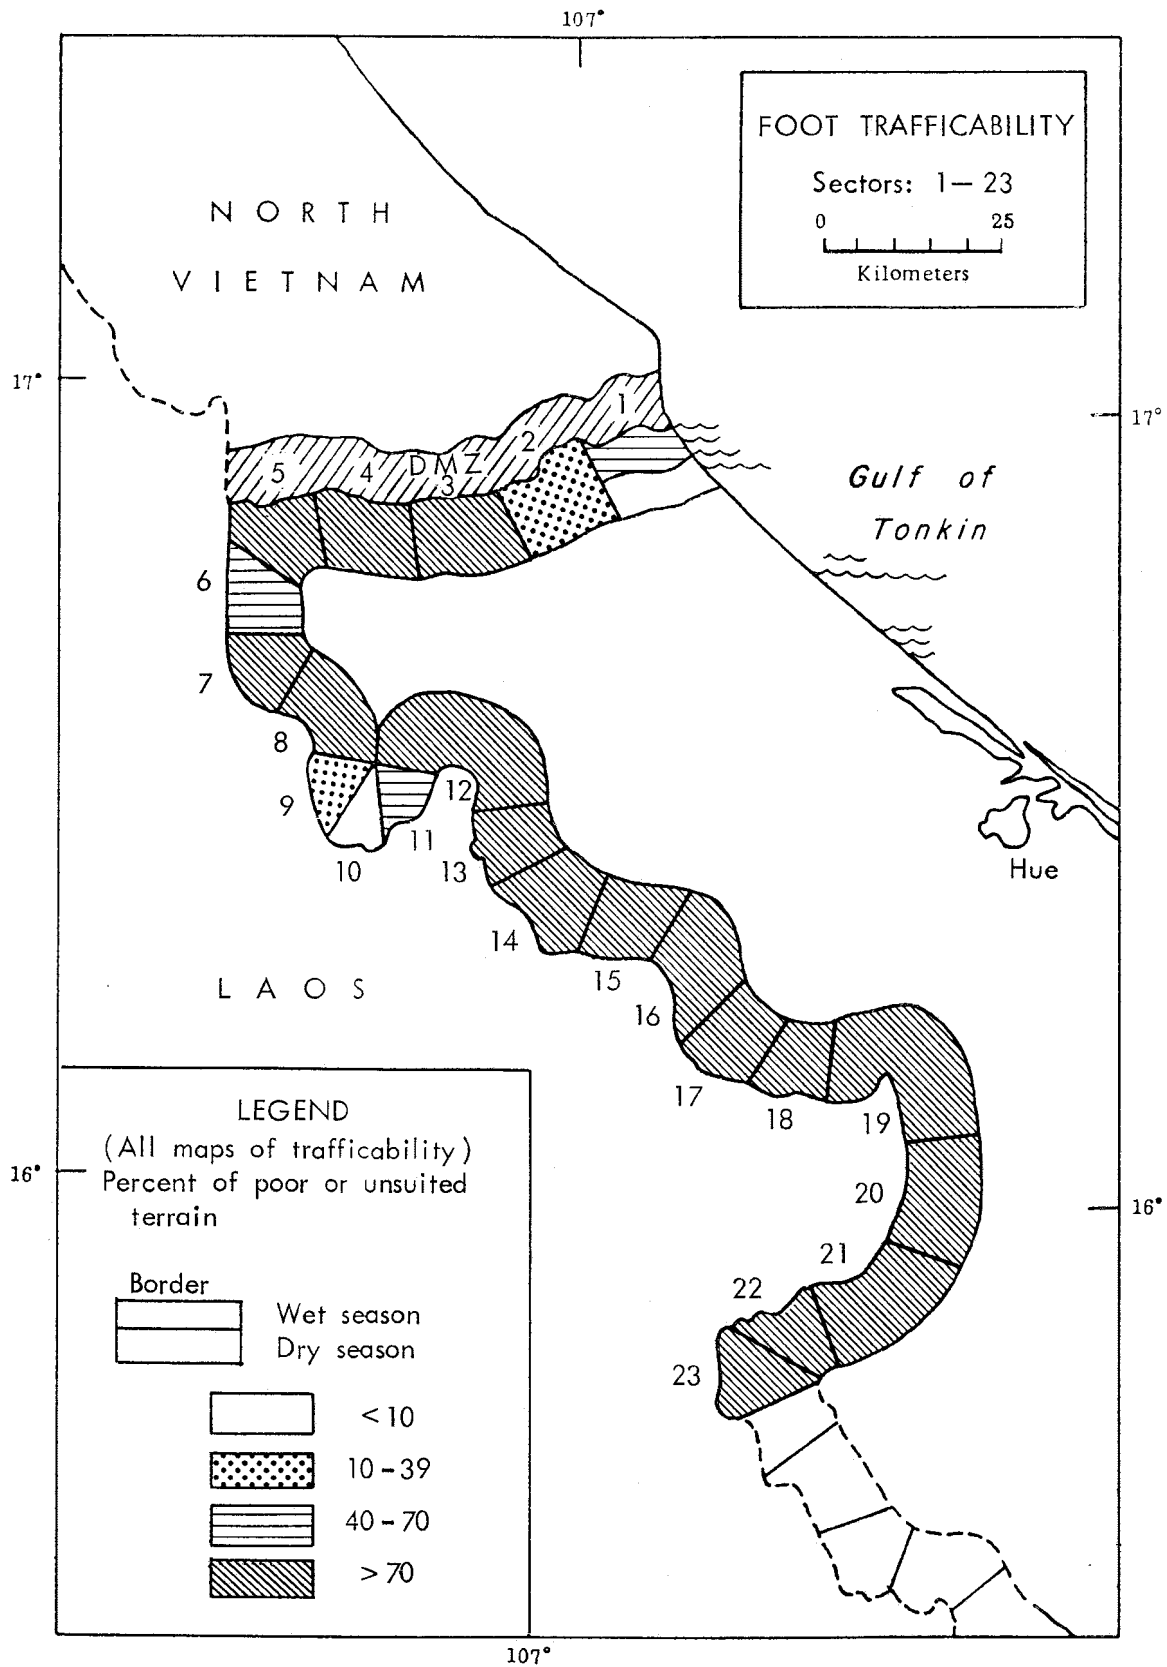 107°
FOOT TRAFFICABILITY
Sectors: 1–23
0 25
Kilometers
NORTH
VIETNAM
17°
17°
1
2
DMZ
3
4
5
Gulf of
Tonkin
6
7
8
9
10
11
12
13
Hue
14
15
16
LAOS
17
18
19
20
21
22
23
16°
16°
LEGEND
(All maps of trafficability)
Percent of poor or unsuited
terrain
Border
Wet season
Dry season
<10
10-39
40-70
>70
107°